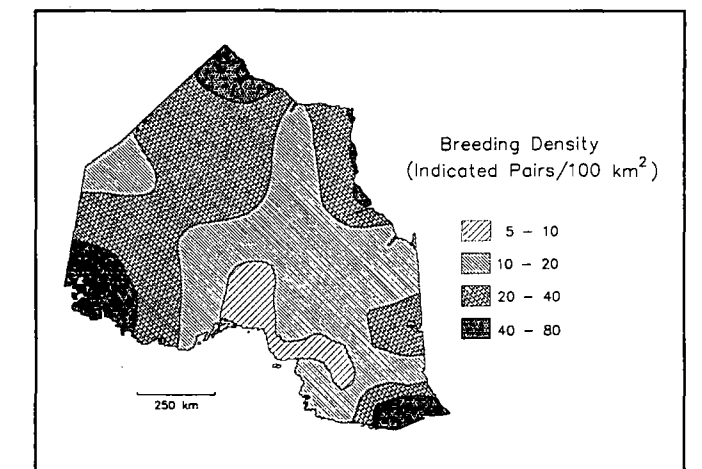 Breeding Density
(Indicated Pairs/100 km²)
5 – 10
10 – 20
20 – 40
40 – 80
250 km